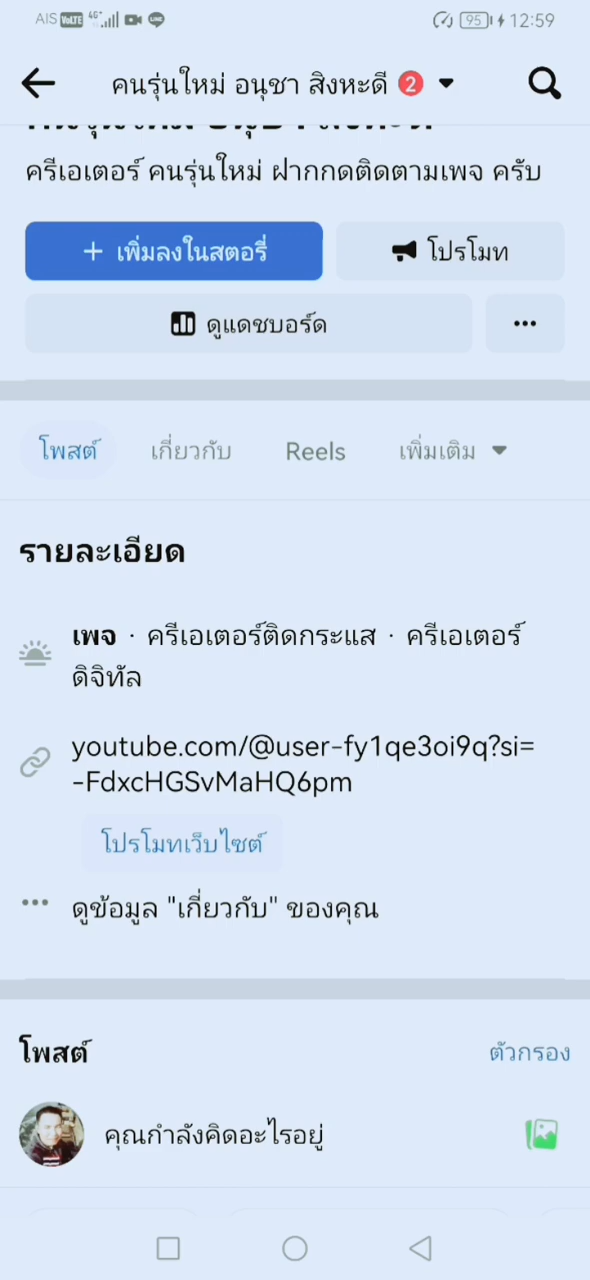 AIS VoLTE 4G+ LINE 95 12:59
คนรุ่นใหม่ อนุชา สิงหะดี 2
ครีเอเตอร์ คนรุ่นใหม่ ฝากกดติดตามเพจ ครับ
+ เพิ่มลงในสตอรี่
โปรโมท
ดูแดชบอร์ด
โพสต์ เกี่ยวกับ Reels เพิ่มเติม
รายละเอียด
เพจ · ครีเอเตอร์ติดกระแส · ครีเอเตอร์
ดิจิทัล
youtube.com/@user-fy1qe3oi9q?si=
-FdxcHGSvMaHQ6pm
โปรโมทเว็บไซต์
ดูข้อมูล "เกี่ยวกับ" ของคุณ
โพสต์ ตัวกรอง
คุณกำลังคิดอะไรอยู่